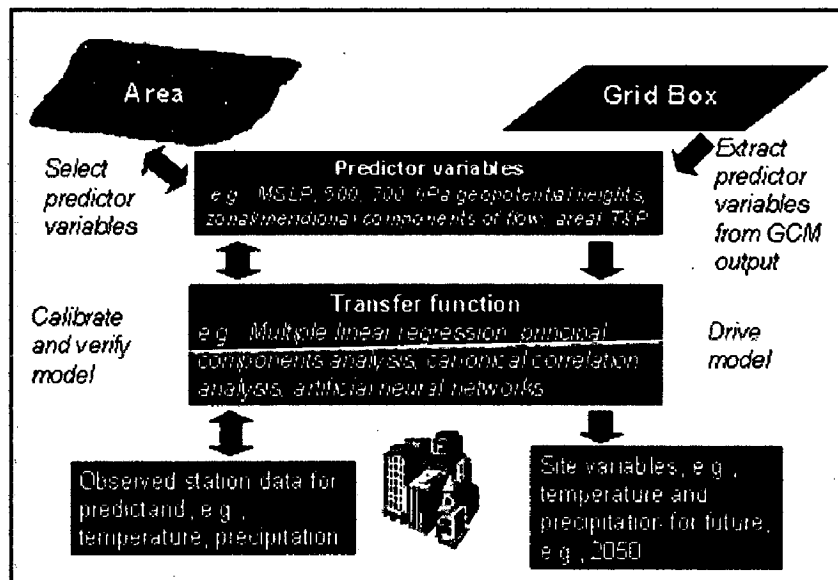 Area
Grid Box
Select
predictor
variables
Predictor variables
e.g. MSLP, 500, 700 hPa geopotential heights,
zonal/meridional components of flow, areal T&P
Extract
predictor
variables
from GCM
output
Calibrate
and verify
model
Transfer function
e.g. Multiple linear regression, principal
components analysis, canonical correlation
analysis, artificial neural networks
Drive
model
Observed station data for
predictand, e.g.,
temperature, precipitation
Site variables, e.g.,
temperature and
precipitation for future,
e.g., 2050